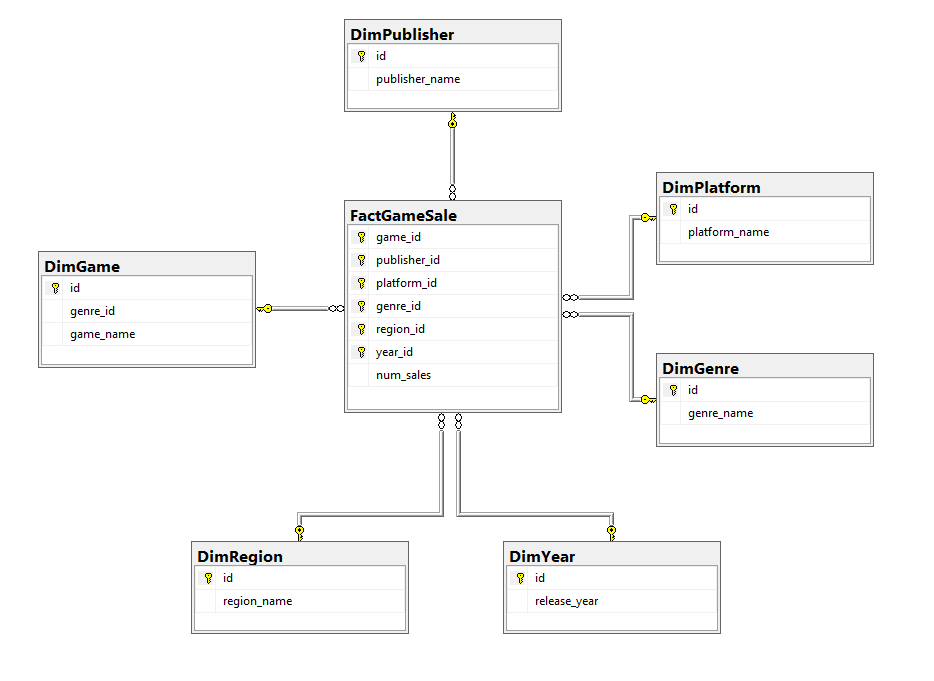 DimPublisher
id
publisher_name
DimPlatform
id
platform_name
FactGameSale
game_id
publisher_id
platform_id
genre_id
region_id
year_id
num_sales
DimGame
id
genre_id
game_name
DimGenre
id
genre_name
DimRegion
id
region_name
DimYear
id
release_year